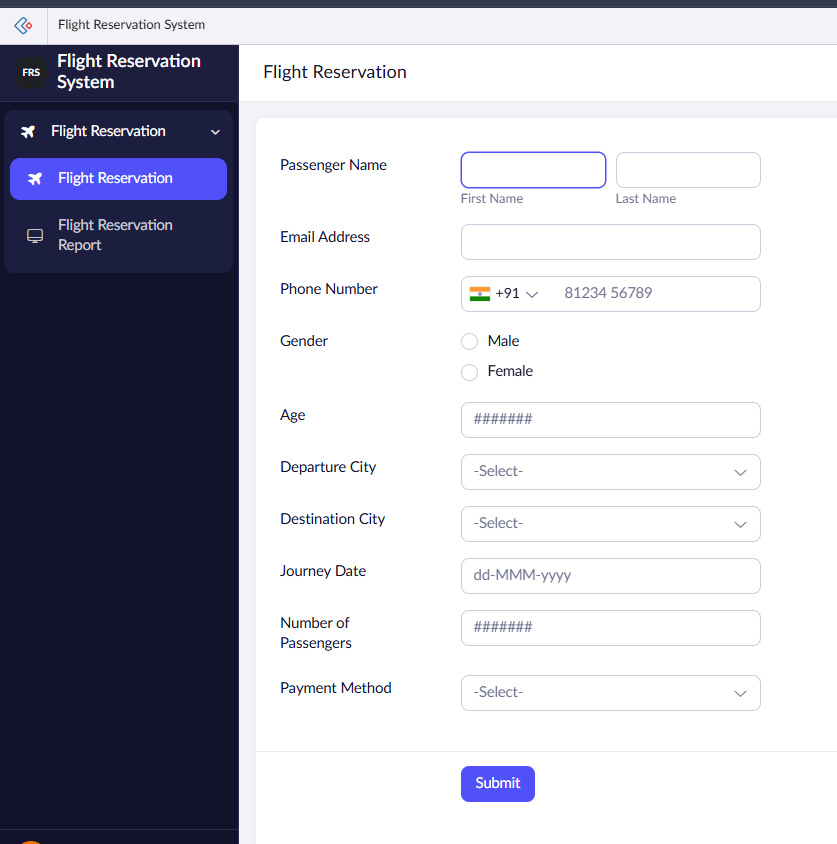 Flight Reservation System
FRS
Flight Reservation
System
Flight Reservation
Flight Reservation
Flight Reservation
Report
Flight Reservation
Passenger Name
First Name
Last Name
Email Address
Phone Number
+91
81234 56789
Gender
Male
Female
Age
#######
Departure City
-Select-
Destination City
-Select-
Journey Date
dd-MMM-yyyy
Number of
Passengers
#######
Payment Method
-Select-
Submit